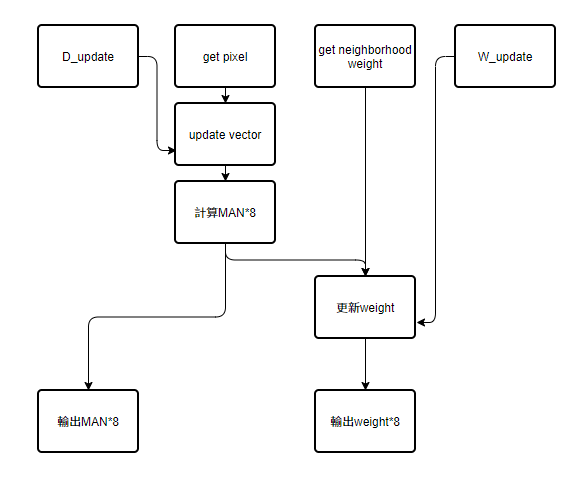 D_update
get pixel
get neighborhood
weight
W_update
update vector
計算MAN*8
更新weight
輸出MAN*8
輸出weight*8